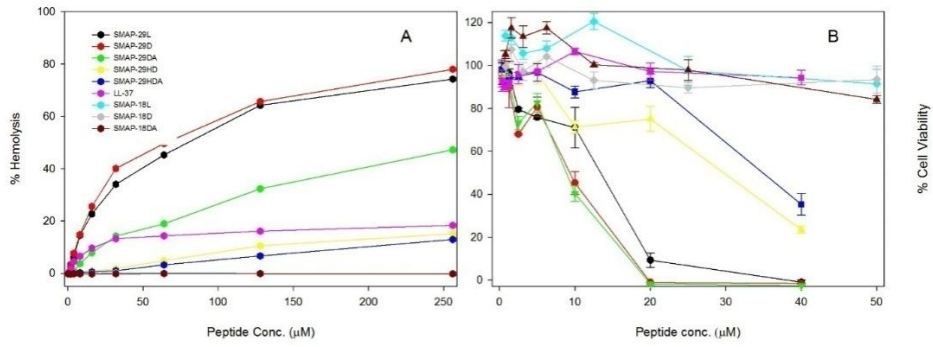 A
B
SMAP-29L
SMAP-29D
SMAP-29DA
SMAP-29HD
SMAP-29HDA
LL-37
SMAP-18L
SMAP-18D
SMAP-18DA
% Hemolysis
100
80
60
40
20
0
0 50 100 150 200 250
Peptide Conc. (μM)
120
100
80
60
40
20
0
0 10 20 30 40 50
Peptide conc. (μM)
% Cell Viability